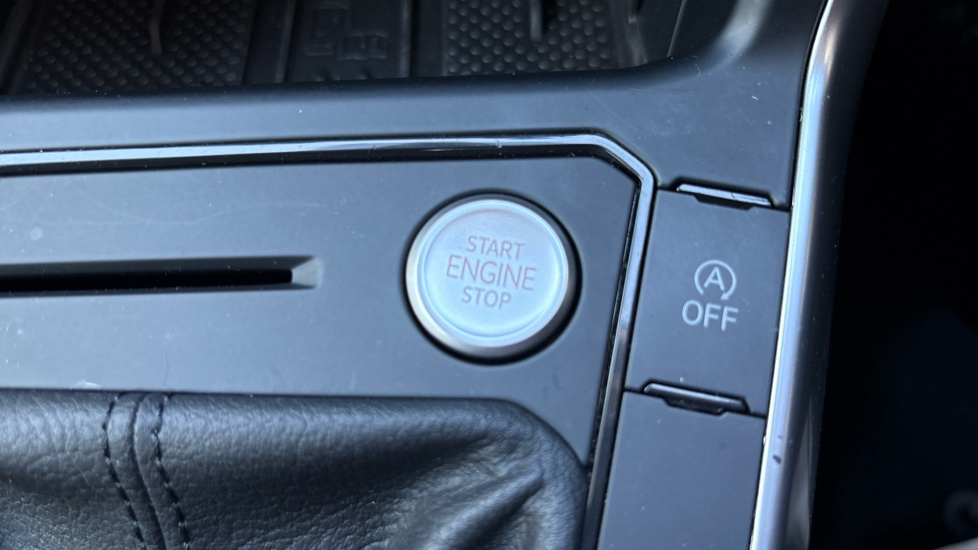 START
ENGINE
STOP
A
OFF